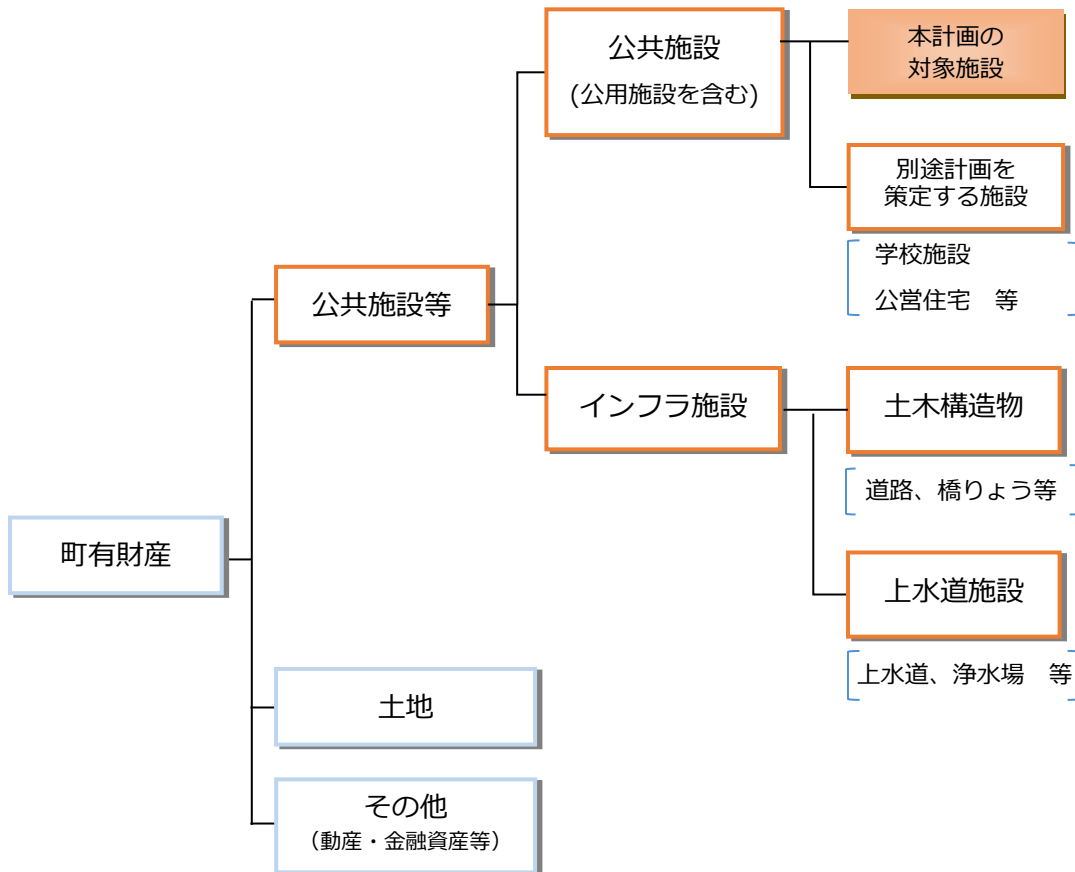 公共施設
(公用施設を含む)
本計画の
対象施設
別途計画を
策定する施設
学校施設
公営住宅　等
公共施設等
インフラ施設
土木構造物
道路、橋りょう等
町有財産
上水道施設
上水道、浄水場　等
土地
その他
（動産・金融資産等）